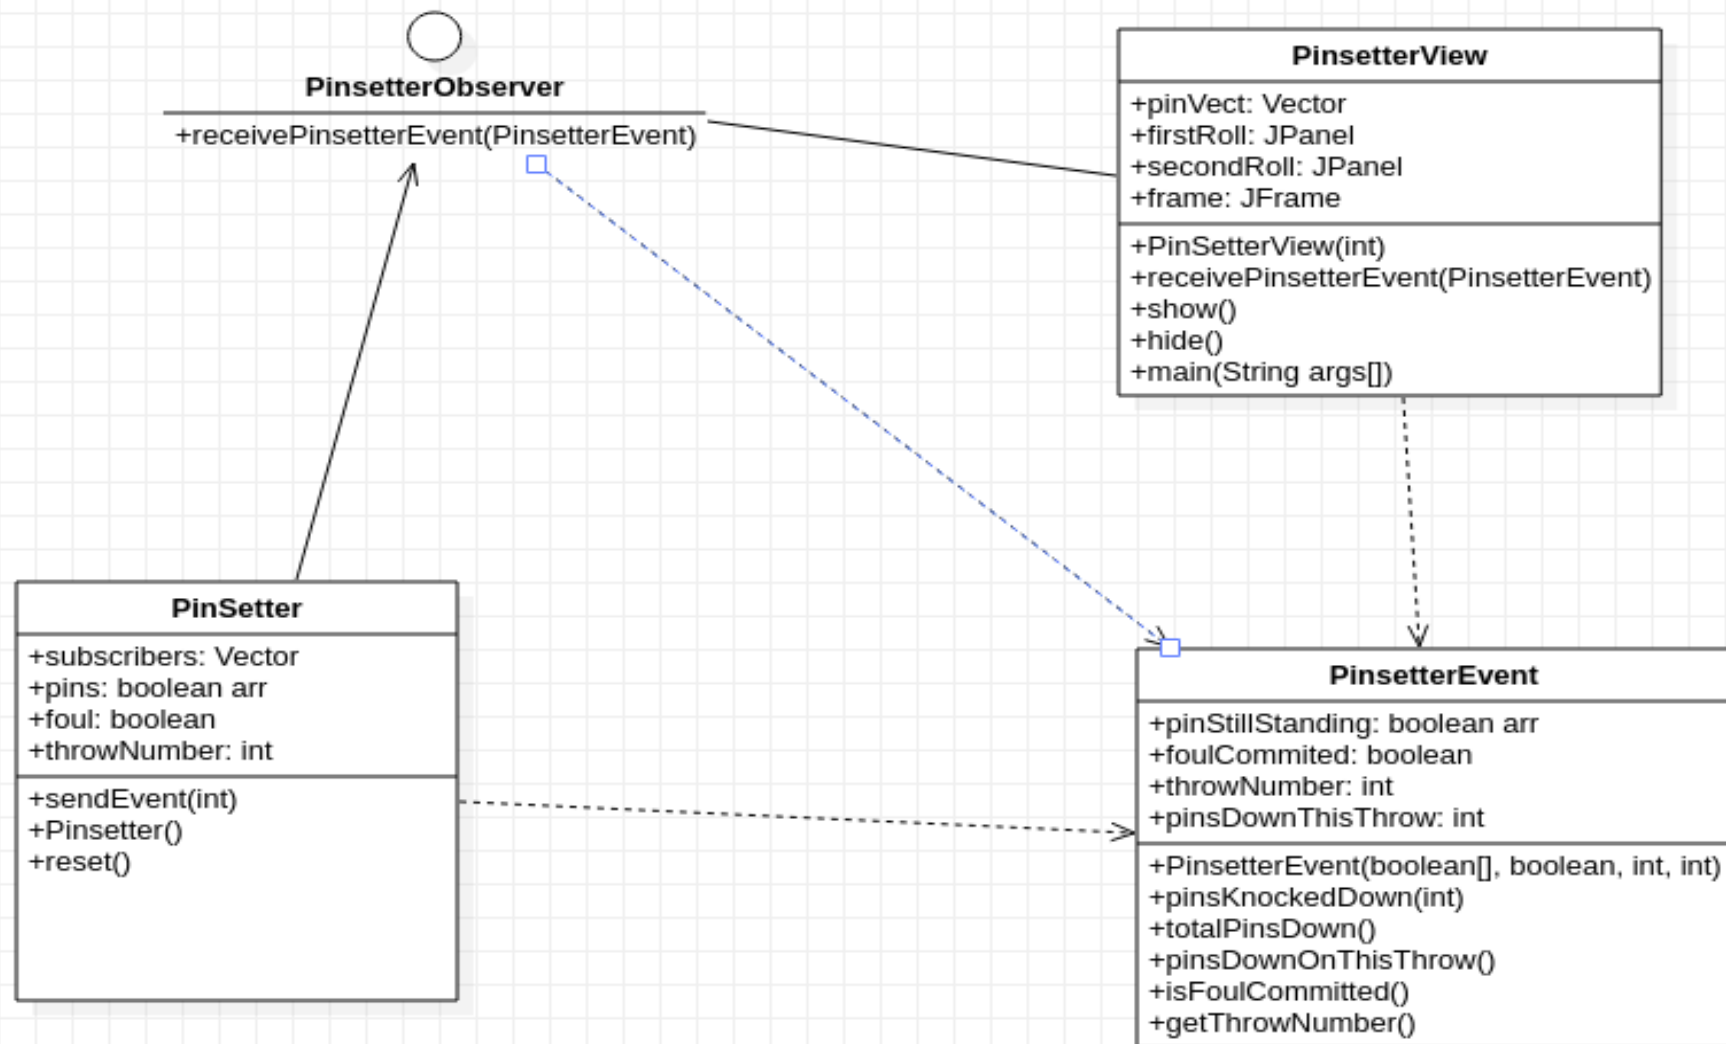 PinsetterObserver
+receivePinsetterEvent(PinsetterEvent)
PinsetterView
+pinVect: Vector
+firstRoll: JPanel
+secondRoll: JPanel
+frame: JFrame
+PinSetterView(int)
+receivePinsetterEvent(PinsetterEvent)
+show()
+hide()
+main(String args[])
PinSetter
+subscribers: Vector
+pins: boolean arr
+foul: boolean
+throwNumber: int
+sendEvent(int)
+Pinsetter()
+reset()
PinsetterEvent
+pinStillStanding: boolean arr
+foulCommited: boolean
+throwNumber: int
+pinsDownThisThrow: int
+PinsetterEvent(boolean[], boolean, int, int)
+pinsKnockedDown(int)
+totalPinsDown()
+pinsDownOnThisThrow()
+isFoulCommitted()
+getThrowNumber()